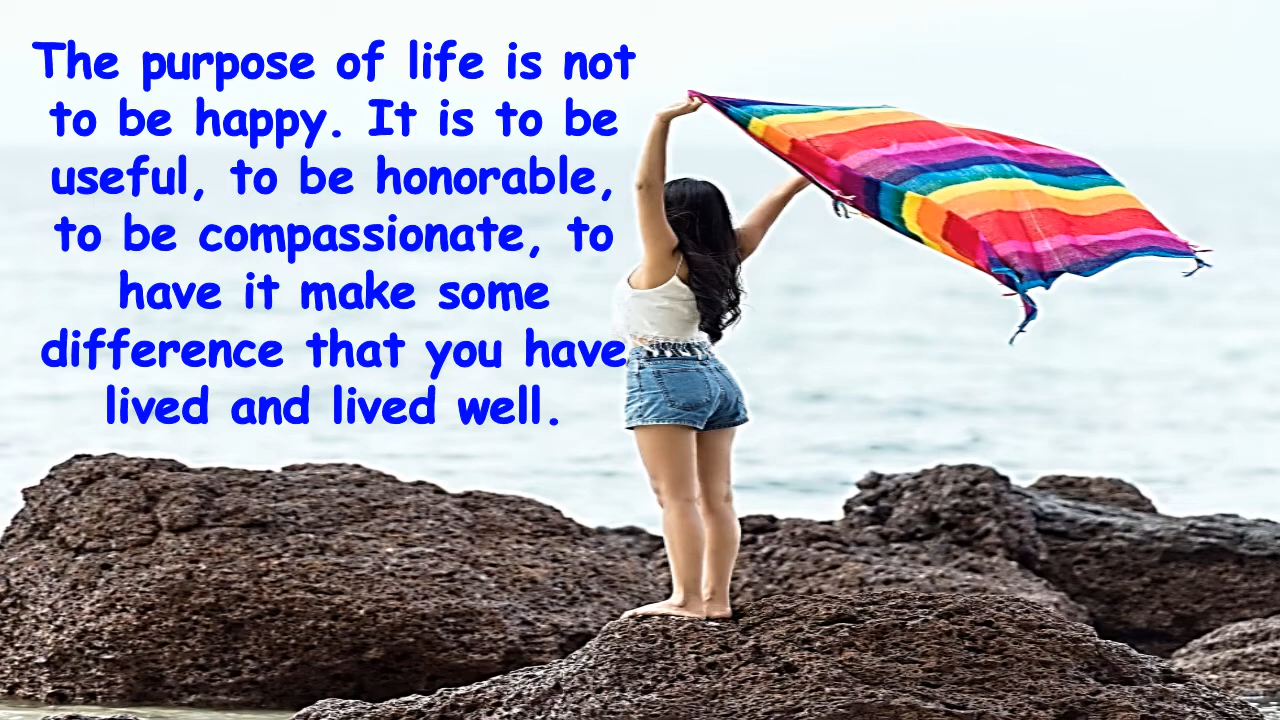 The purpose of life is not
to be happy. It is to be
useful, to be honorable,
to be compassionate, to
have it make some
difference that you have
lived and lived well.